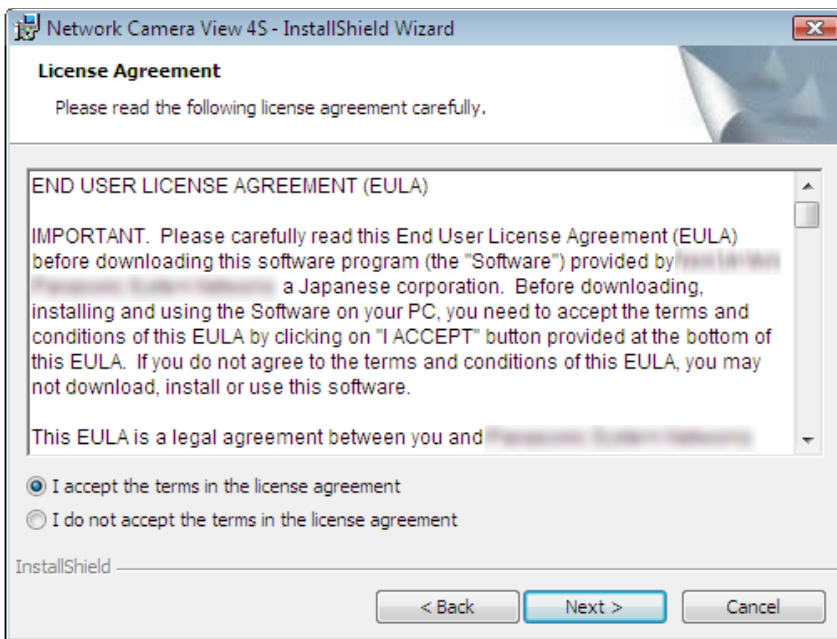 Network Camera View 4S - InstallShield Wizard
License Agreement
Please read the following license agreement carefully.
END USER LICENSE AGREEMENT (EULA)
IMPORTANT.  Please carefully read this End User License Agreement (EULA)
before downloading this software program (the "Software") provided by
a Japanese corporation.  Before downloading,
installing and using the Software on your PC, you need to accept the terms and
conditions of this EULA by clicking on "I ACCEPT" button provided at the bottom of
this EULA.  If you do not agree to the terms and conditions of this EULA, you may
not download, install or use this software.
This EULA is a legal agreement between you and
I accept the terms in the license agreement
I do not accept the terms in the license agreement
InstallShield
< Back
Next >
Cancel